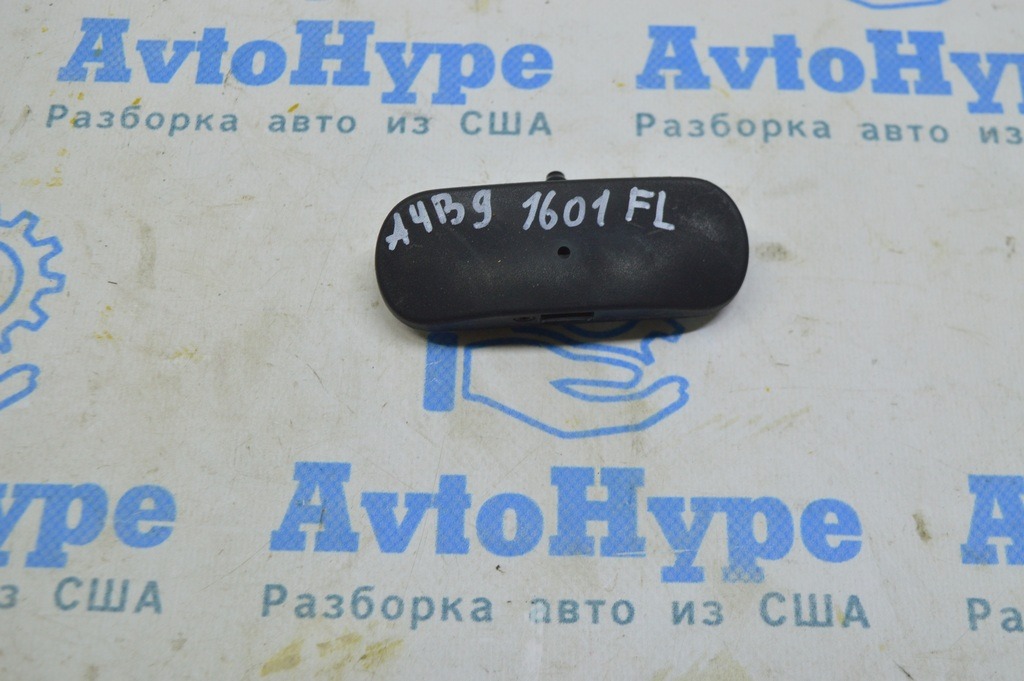 AvtoHype AvtoHy
Разборка авто из США Разборка авто из
A4B9 1601 FL
Hype AvtoHype A
з США Разборка авто из США Ра